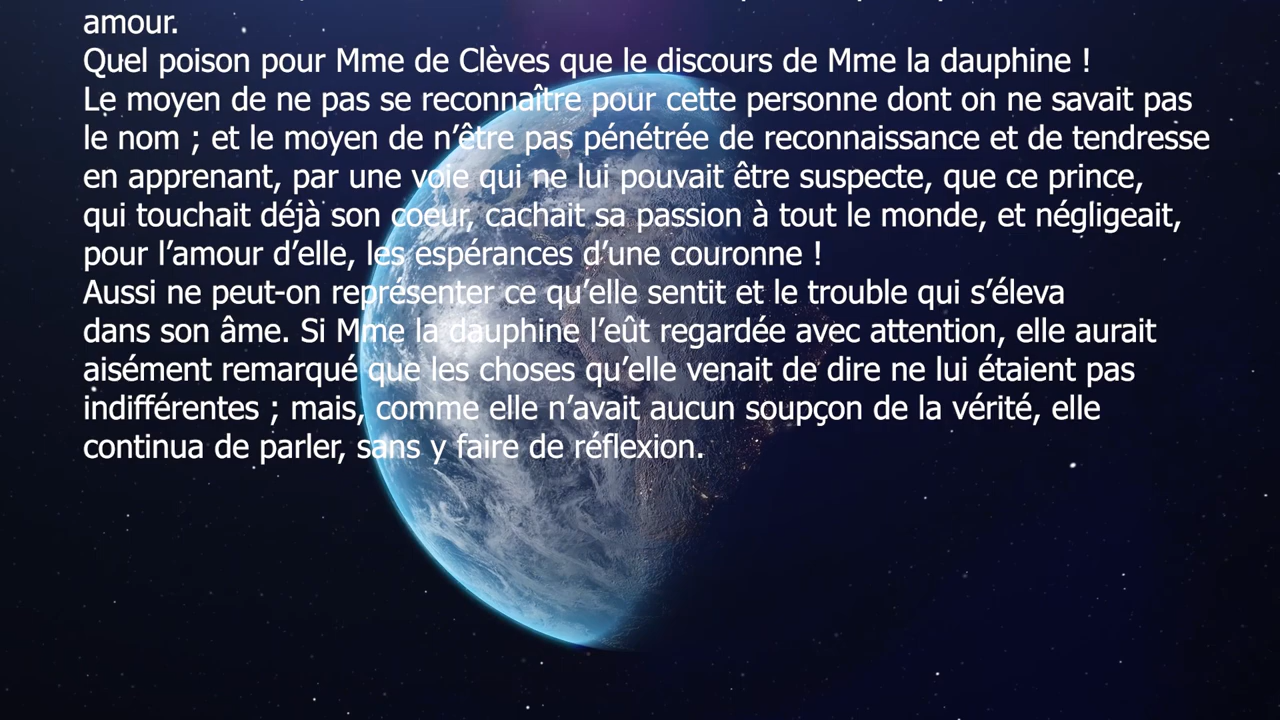 amour.
Quel poison pour Mme de Clèves que le discours de Mme la dauphine !
Le moyen de ne pas se reconnaître pour cette personne dont on ne savait pas
le nom ; et le moyen de n’être pas pénétrée de reconnaissance et de tendresse
en apprenant, par une voie qui ne lui pouvait être suspecte, que ce prince,
qui touchait déjà son coeur, cachait sa passion à tout le monde, et négligeait,
pour l’amour d’elle, les espérances d’une couronne !
Aussi ne peut-on représenter ce qu’elle sentit et le trouble qui s’éleva
dans son âme. Si Mme la dauphine l’eût regardée avec attention, elle aurait
aisément remarqué que les choses qu’elle venait de dire ne lui étaient pas
indifférentes ; mais, comme elle n’avait aucun soupçon de la vérité, elle
continua de parler, sans y faire de réflexion.